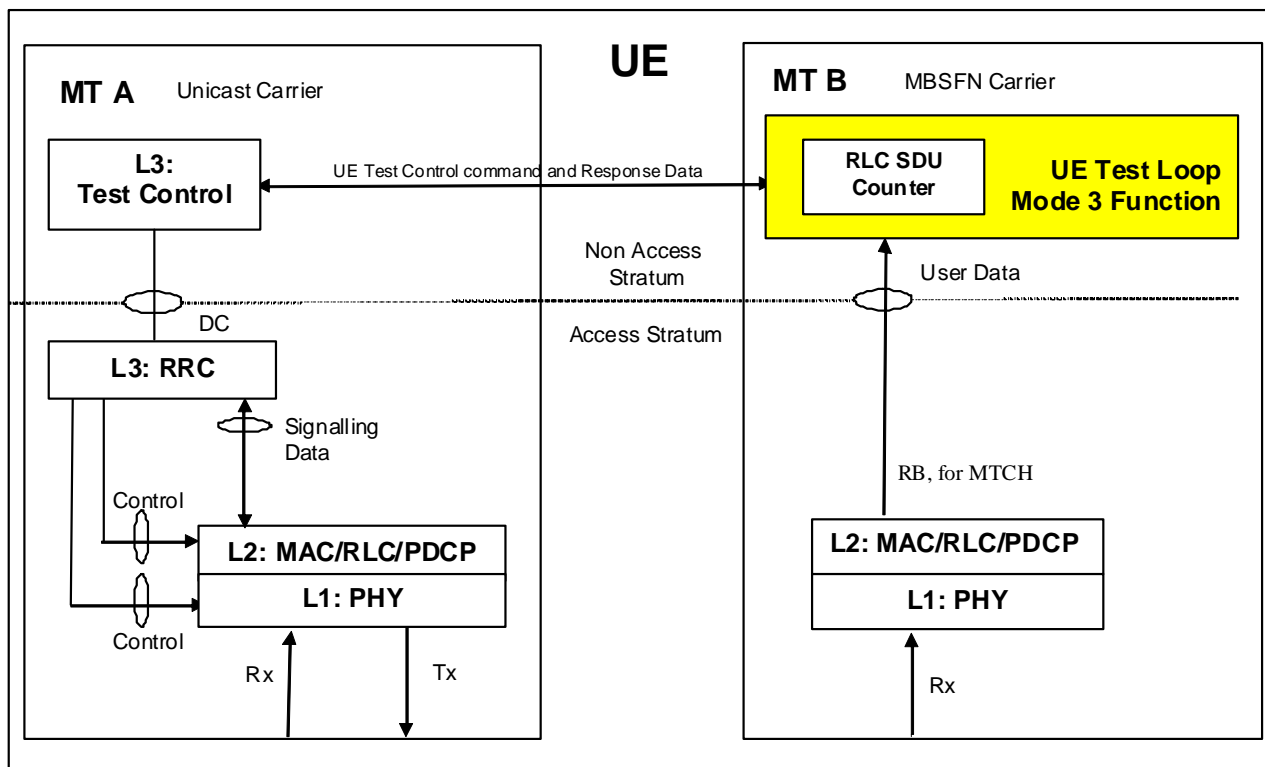 UE
MT A
Unicast Carrier
L3:
Test Control
UE Test Control command and Response Data
MT B
MBSFN Carrier
RLC SDU
Counter
UE Test Loop
Mode 3 Function
Non Access
Stratum
User Data
DC
Access Stratum
L3: RRC
Signalling
Data
Control
L2: MAC/RLC/PDCP
L1: PHY
Control
Rx
Tx
RB, for MTCH
L2: MAC/RLC/PDCP
L1: PHY
Rx